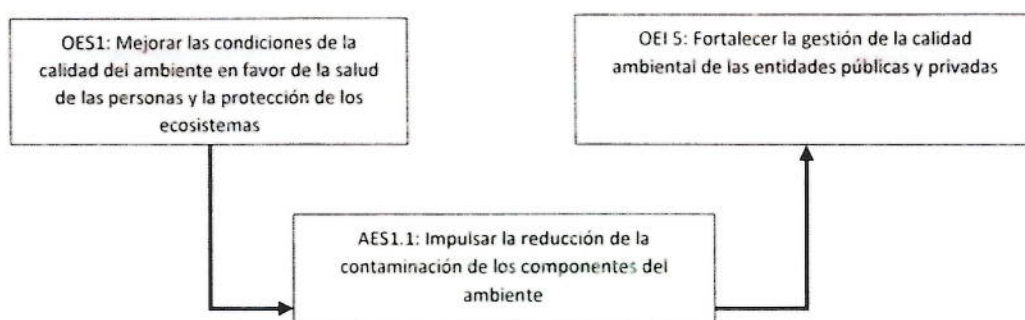 OES1: Mejorar las condiciones de la
calidad del ambiente en favor de la salud
de las personas y la protección de los
ecosistemas
OEI 5: Fortalecer la gestión de la calidad
ambiental de las entidades públicas y privadas
AES1.1: Impulsar la reducción de la
contaminación de los componentes del
ambiente